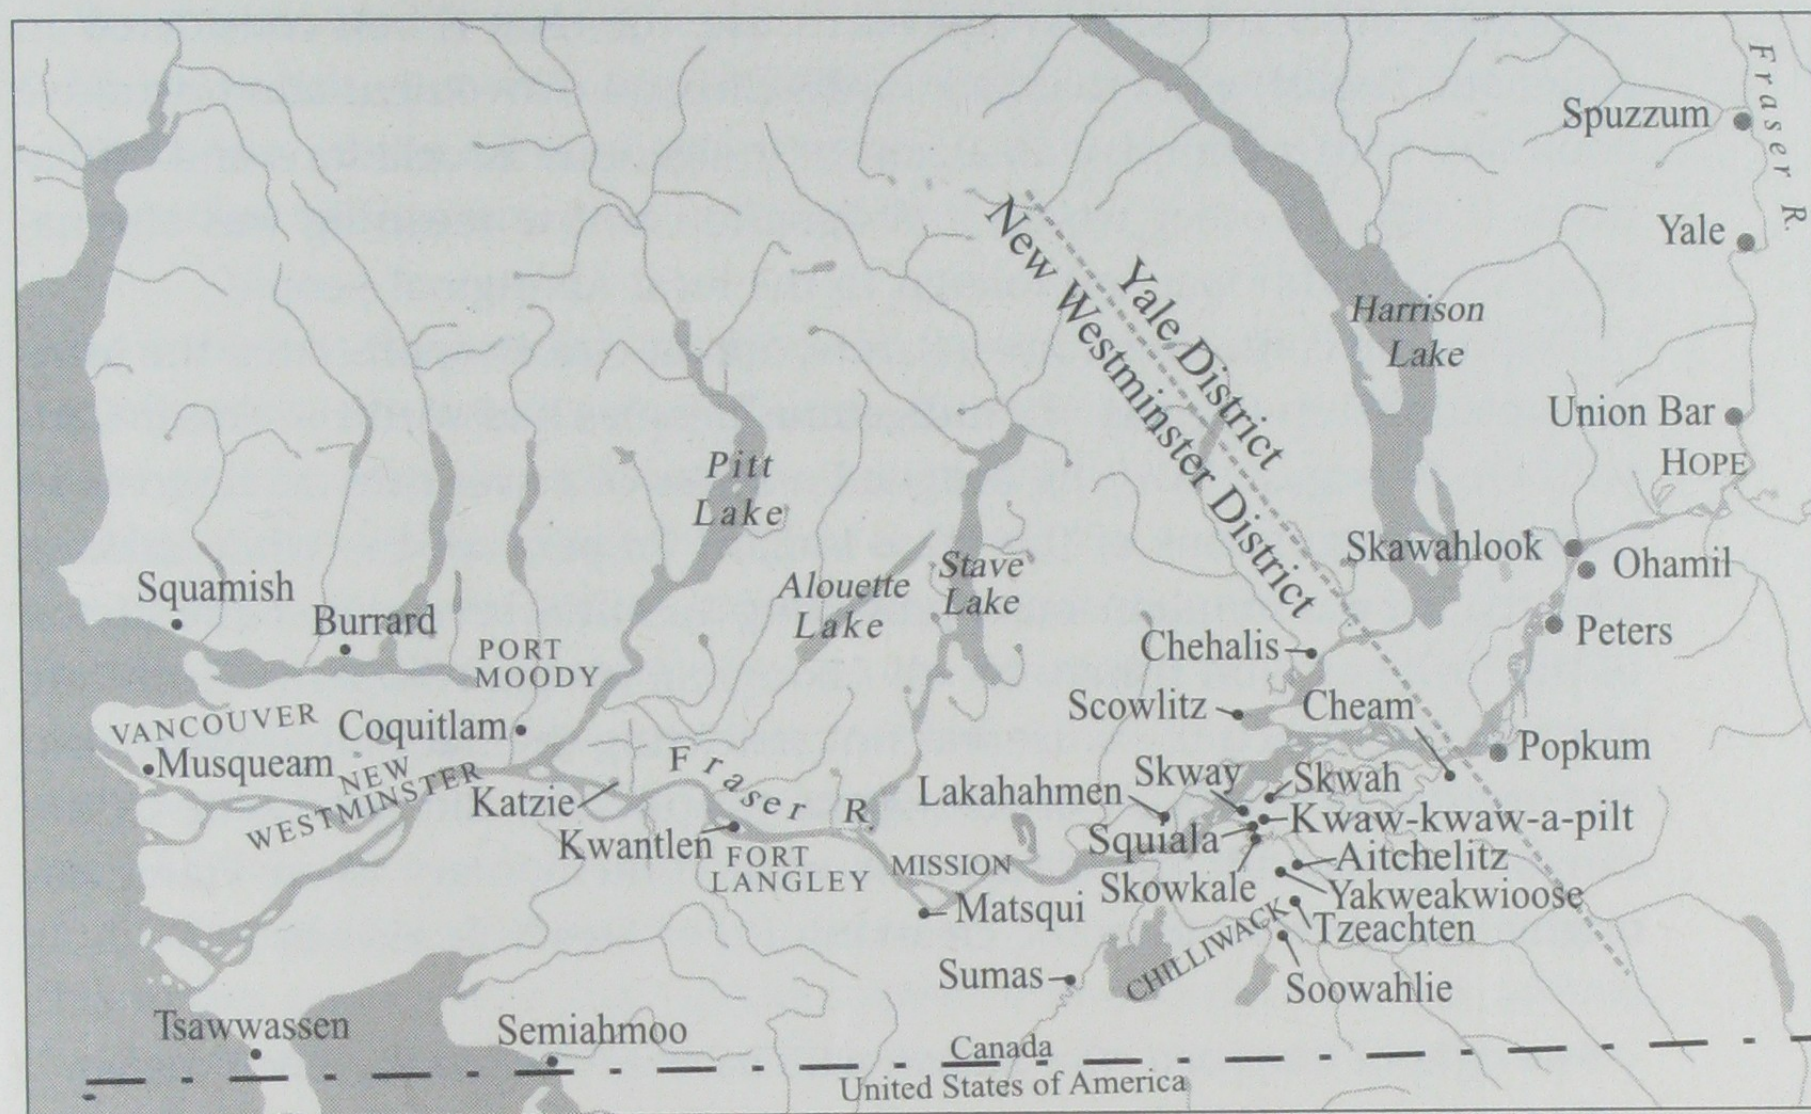 Fraser R.
Spuzzum
Yale
Yale District
New Westminster District
Harrison
Lake
Union Bar
HOPE
Pitt
Lake
Skawahlook
Ohamil
Stave
Lake
Alouette
Lake
Squamish
Burrard
Peters
PORT
MOODY
Chehalis
Scowlitz
Cheam
VANCOUVER
Coquitlam
Musqueam
NEW
WESTMINSTER
Popkum
Fraser R.
Skway
Skwah
Lakahahmen
Katzie
Kwaw-kwaw-a-pilt
Squiala
Kwantlen
FORT
LANGLEY
MISSION
Aitchelitz
Skowkale
Yakweakwioose
Matsqui
Tzeachten
CHILLIWACK
Sumas
Soowahlie
Tsawwassen
Semiahmoo
Canada
United States of America